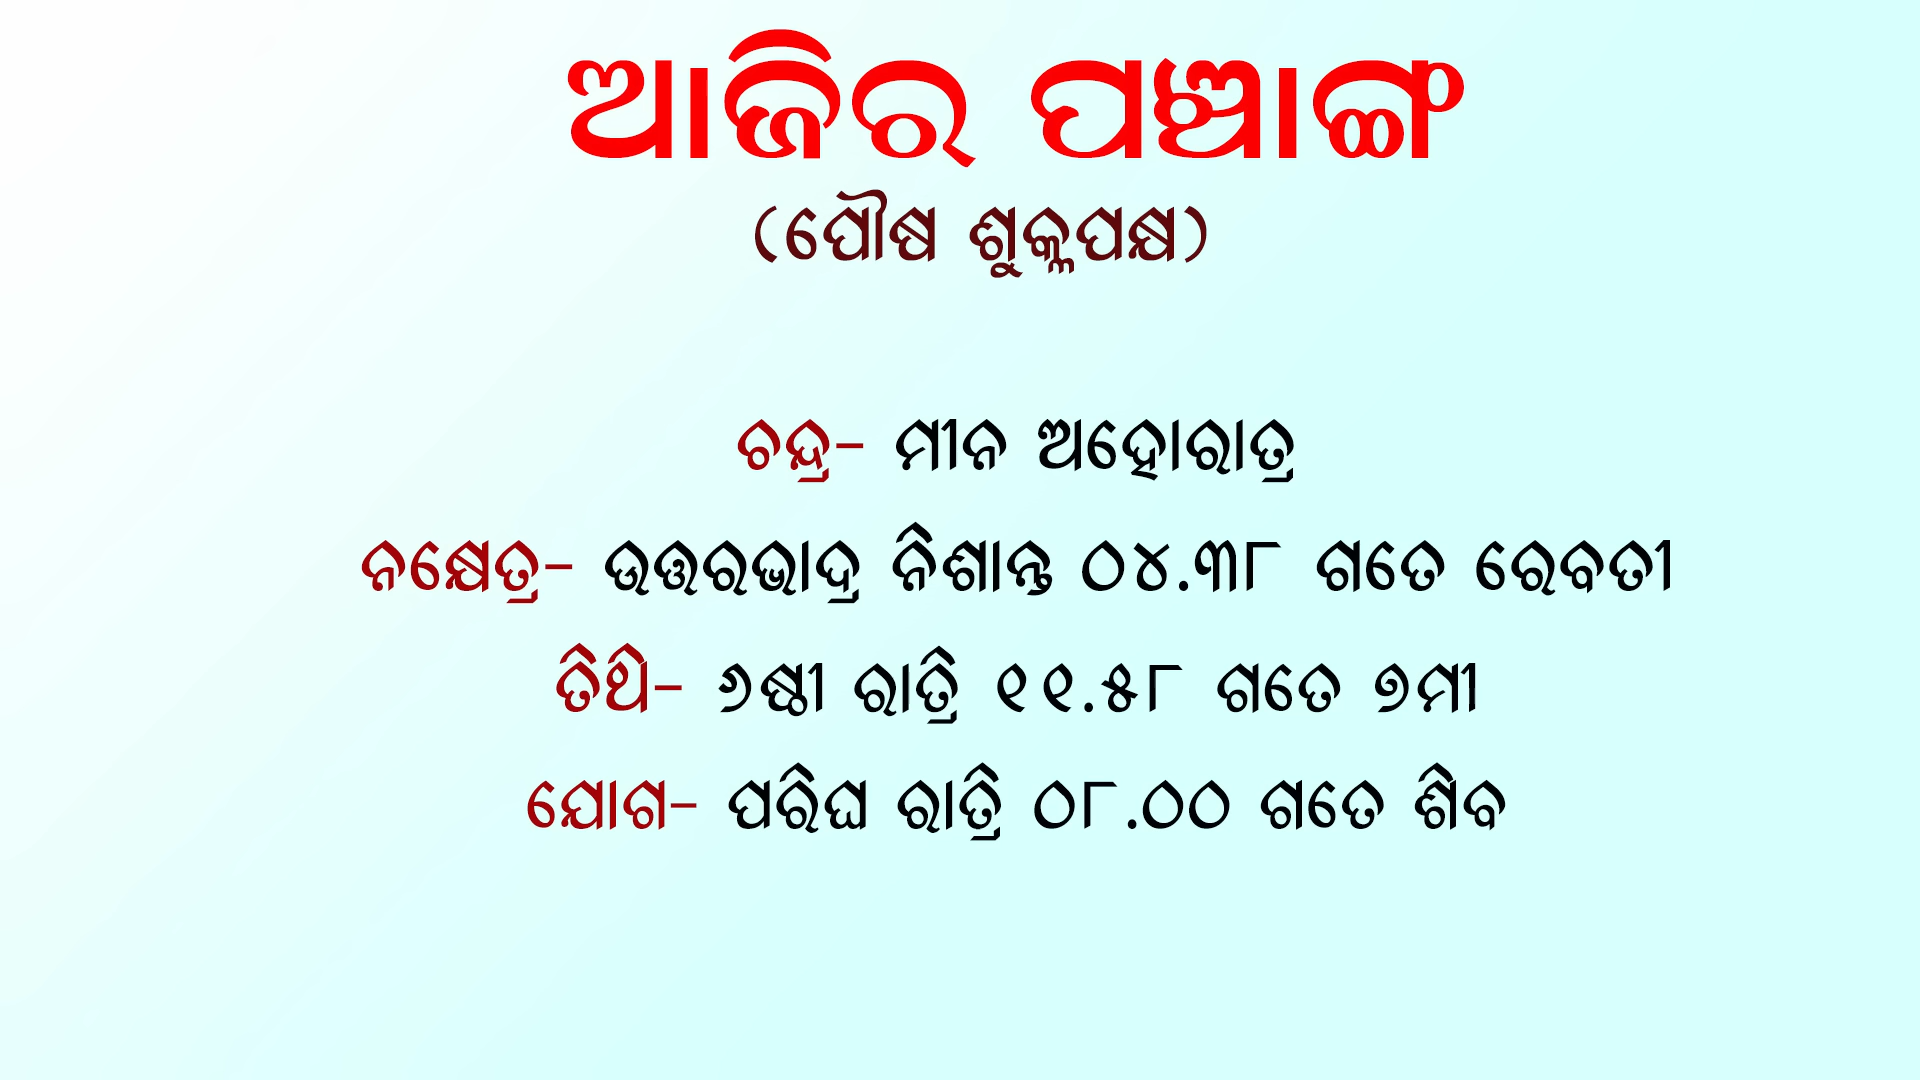 ଆଜିର ପଞ୍ଚାଙ୍ଗ
(ପୌଷ ଶୁକ୍ଳପକ୍ଷ)
ଚନ୍ଦ୍ର- ମୀନ ଅହୋରାତ୍ର
ନକ୍ଷେତ୍ର- ଉତ୍ତରଭାଦ୍ର ନିଶାନ୍ତ ୦୪.୩୮ ଗତେ ରେବତୀ
ତିଥି- ୬ଷ୍ଠୀ ରାତ୍ରି ୧୧.୫୮ ଗତେ ୭ମୀ
ଯୋଗ- ପରିଘ ରାତ୍ରି ୦୮.୦୦ ଗତେ ଶିବ